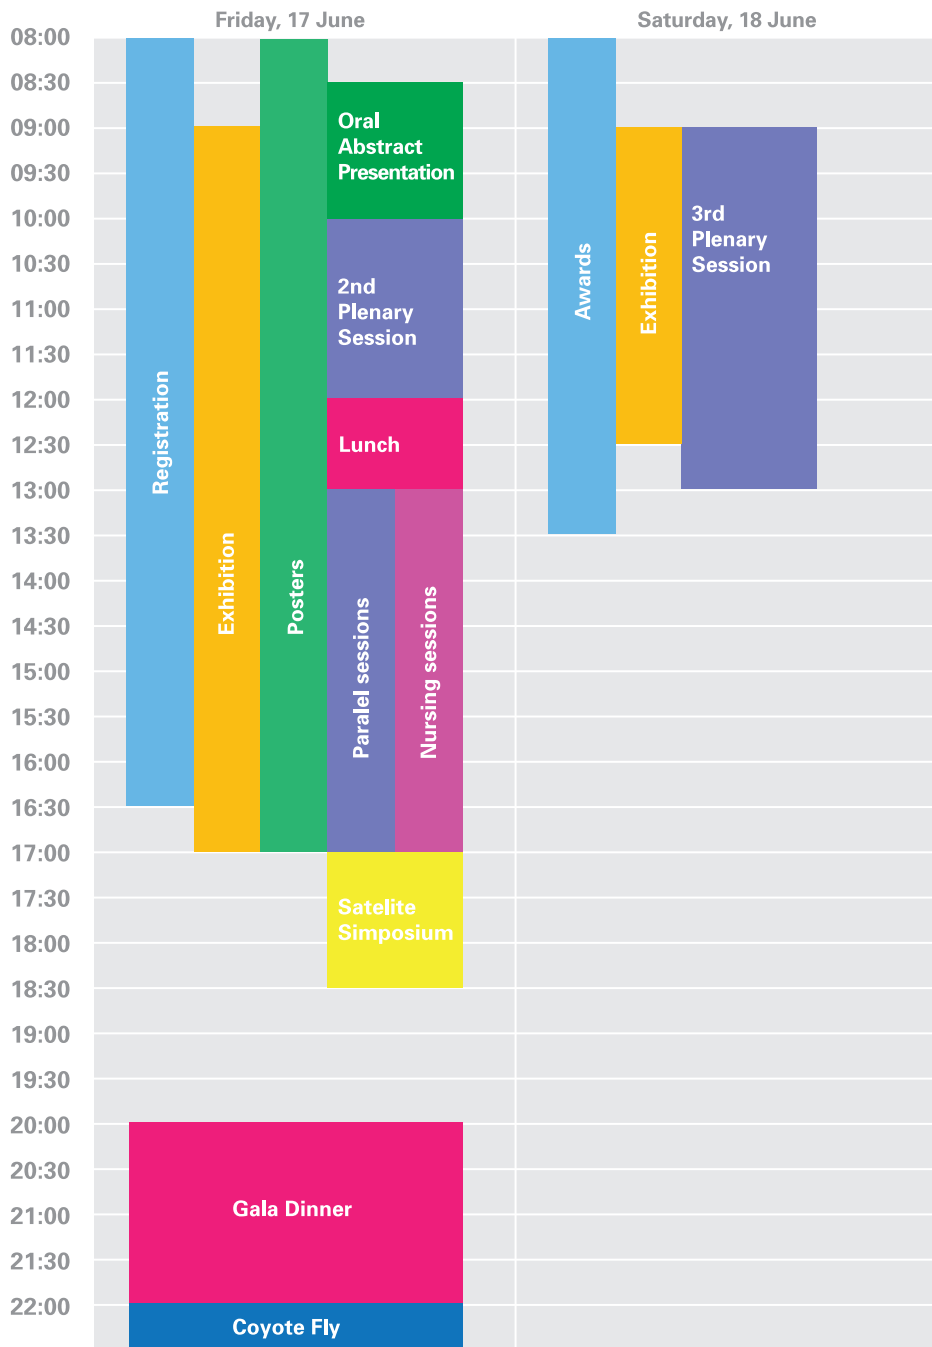 Friday, 17 June
Saturday, 18 June
08:00
08:30
09:00
09:30
10:00
10:30
11:00
11:30
12:00
12:30
13:00
13:30
14:00
14:30
15:00
15:30
16:00
16:30
17:00
17:30
18:00
18:30
19:00
19:30
20:00
20:30
21:00
21:30
22:00
Registration
Exhibition
Posters
Oral
Abstract
Presentation
2nd
Plenary
Session
Lunch
Paralel sessions
Nursing sessions
Satelite
Simposium
Gala Dinner
Coyote Fly
Awards
Exhibition
3rd
Plenary
Session